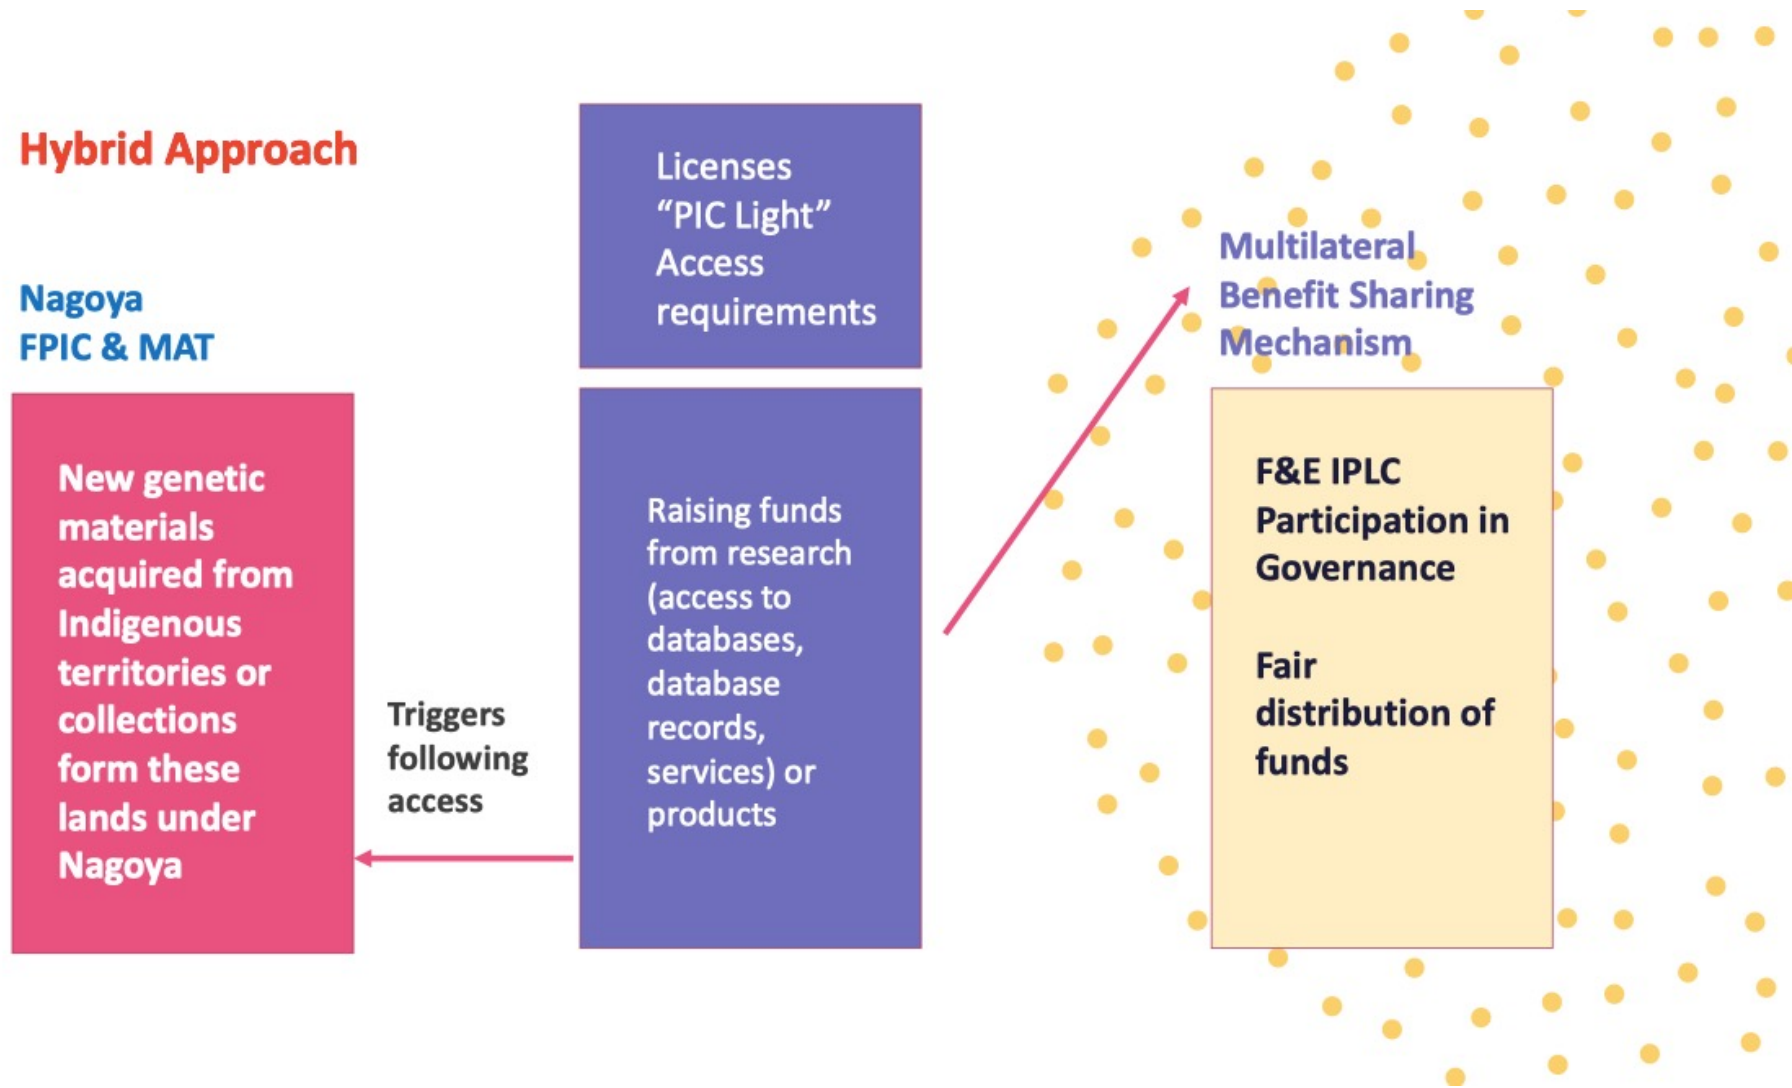 Hybrid Approach
Nagoya
FPIC & MAT
New genetic
materials
acquired from
Indigenous
territories or
collections
form these
lands under
Nagoya
Triggers
following
access
Licenses
“PIC Light”
Access
requirements
Raising funds
from research
(access to
databases,
database
records,
services) or
products
Multilateral
Benefit Sharing
Mechanism
F&E IPLC
Participation in
Governance
Fair
distribution of
funds